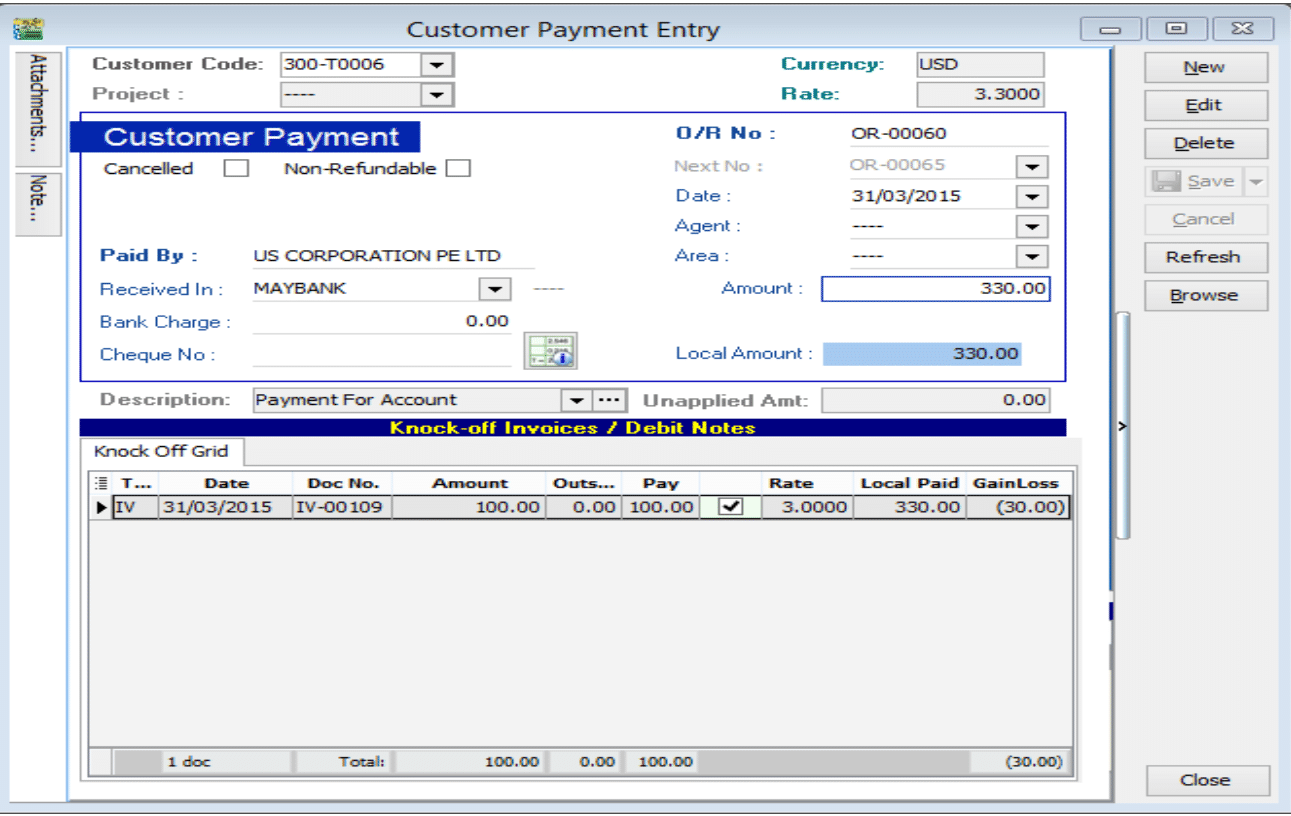 Customer Payment Entry
Attachments...
Note...
Customer Code: 300-T0006 Currency: USD
Project : ---- Rate: 3.3000
Customer Payment O/R No : OR-00060
Cancelled Non-Refundable Next No : OR-00065
Date : 31/03/2015
Agent : ----
Paid By : US CORPORATION PE LTD Area : ----
Received In : MAYBANK ---- Amount : 330.00
Bank Charge : 0.00
Cheque No : Local Amount : 330.00
Description: Payment For Account ... Unapplied Amt: 0.00
Knock-off Invoices / Debit Notes
Knock Off Grid
T... Date Doc No. Amount Outs... Pay Rate Local Paid GainLoss
IV 31/03/2015 IV-00109 100.00 0.00 100.00 3.0000 330.00 (30.00)
1 doc Total: 100.00 0.00 100.00 (30.00)
New
Edit
Delete
Save
Cancel
Refresh
Browse
>
Close